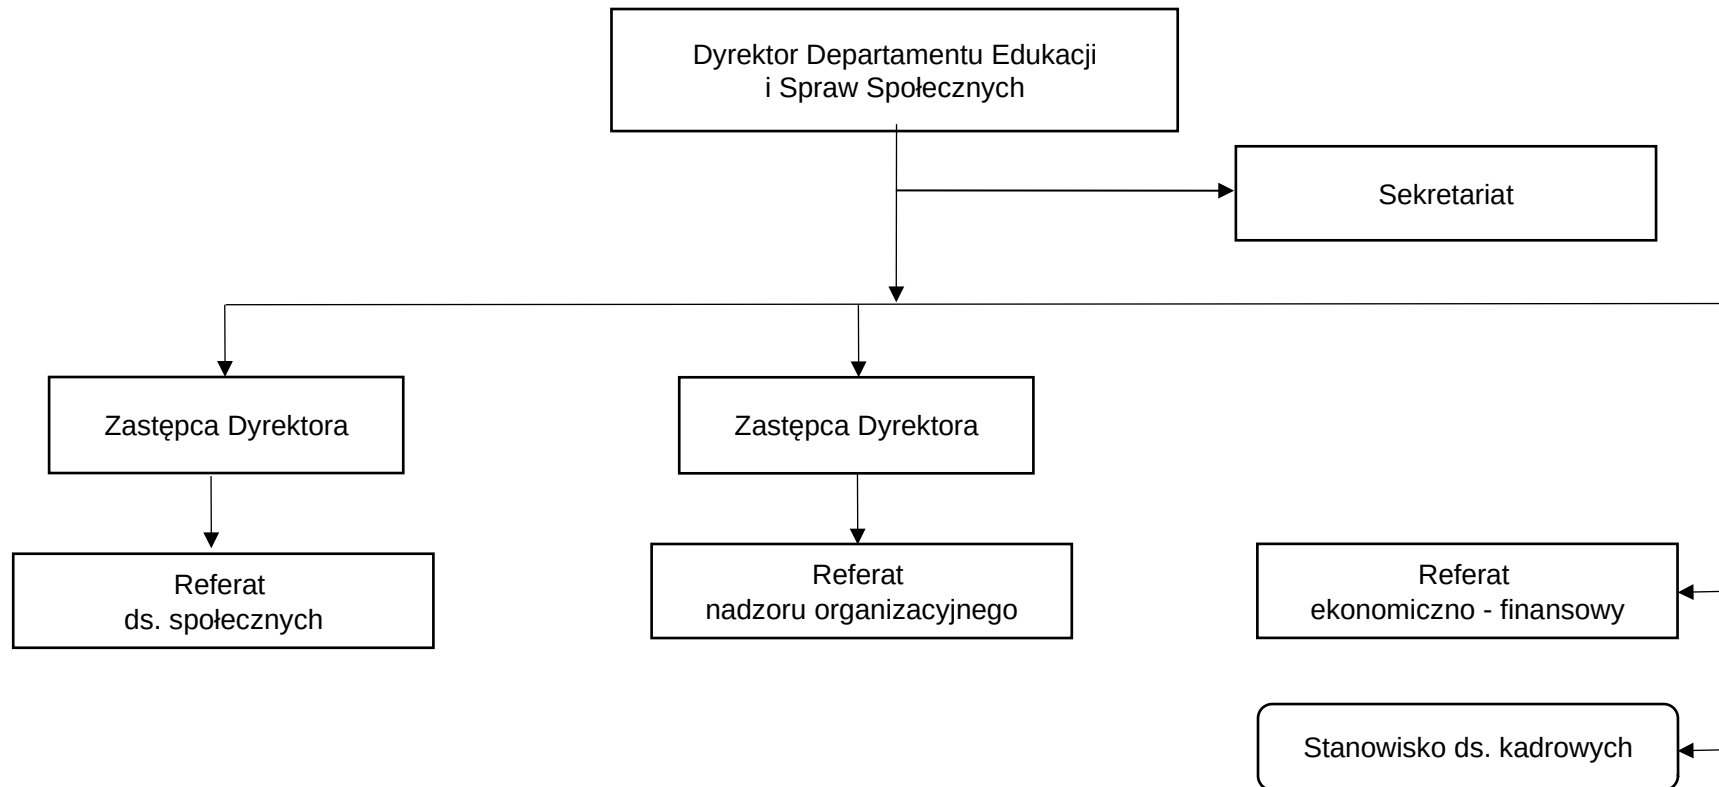 Dyrektor Departamentu Edukacji
i Spraw Społecznych
Sekretariat
Zastępca Dyrektora
Zastępca Dyrektora
Referat
ds. społecznych
Referat
nadzoru organizacyjnego
Referat
ekonomiczno - finansowy
Stanowisko ds. kadrowych